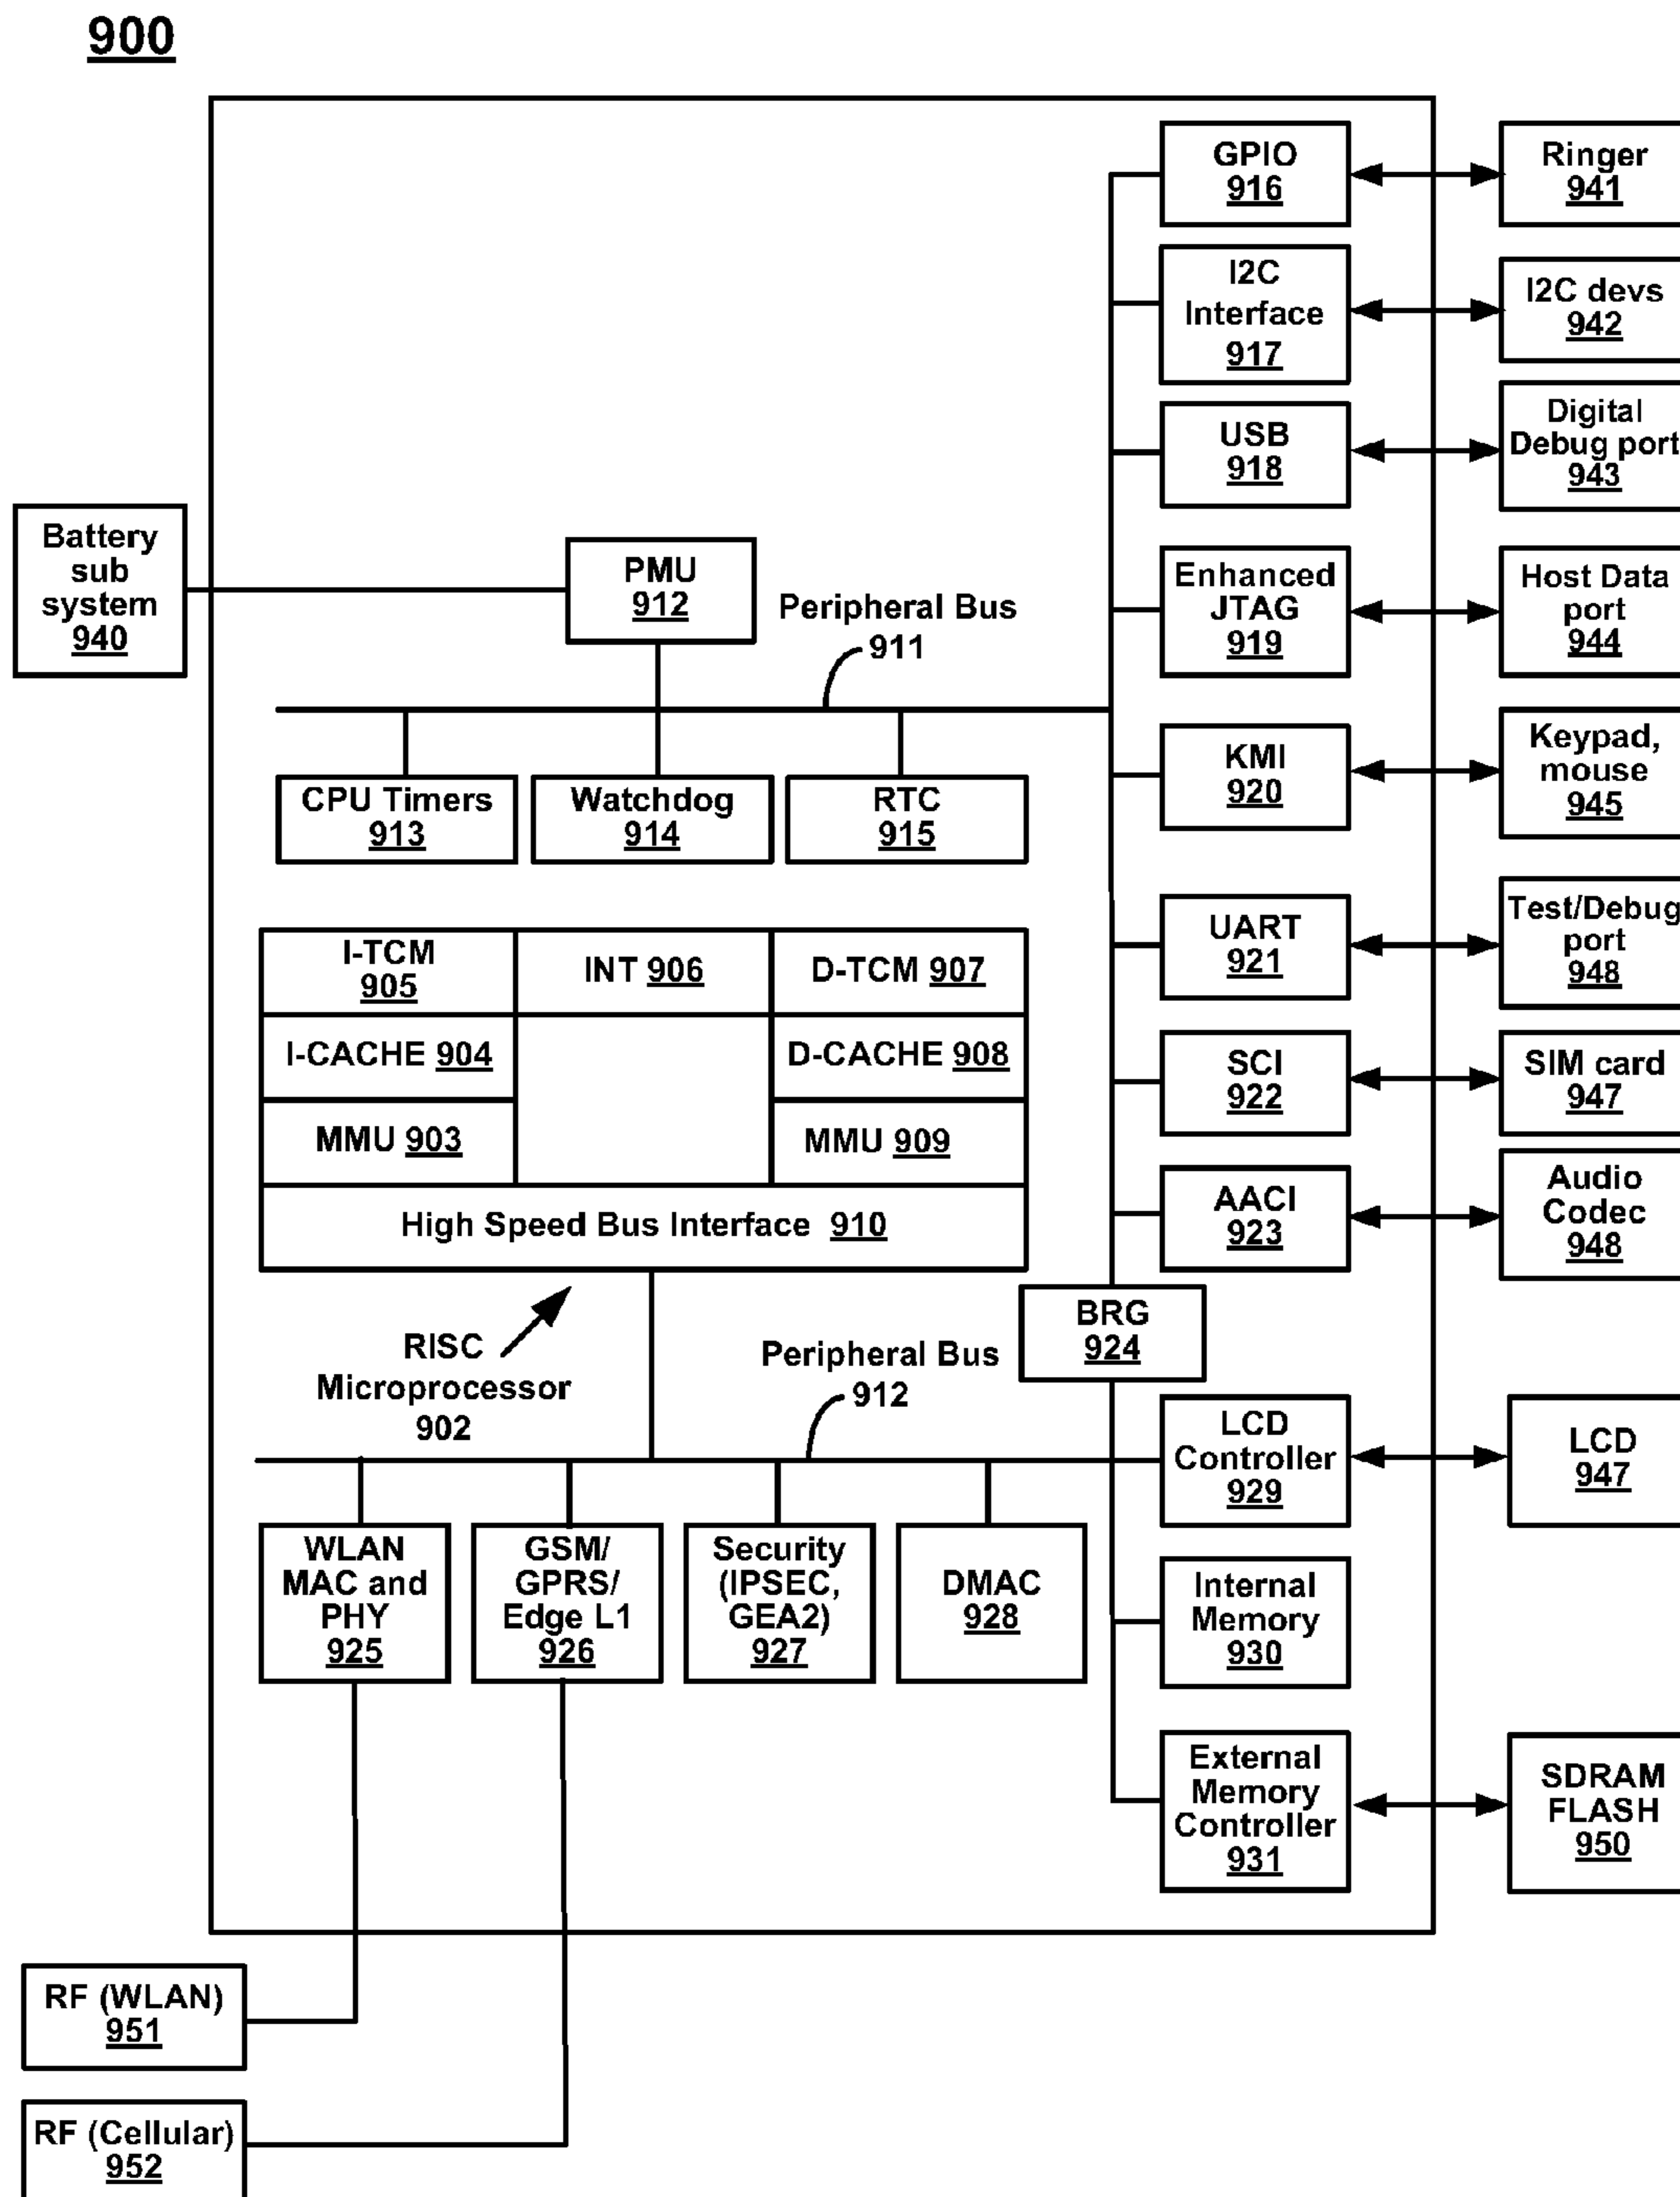 900
GPIO
916
Ringer
941
I2C
Interface
917
I2C devs
942
USB
918
Digital
Debug port
943
Battery
sub
system
940
PMU
912
Peripheral Bus
911
Enhanced
JTAG
919
Host Data
port
944
KMI
920
Keypad,
mouse
945
CPU Timers
913
Watchdog
914
RTC
915
UART
921
Test/Debug
port
948
I-TCM
905
INT 906
D-TCM 907
I-CACHE 904
D-CACHE 908
MMU 903
MMU 909
High Speed Bus Interface 910
SCI
922
SIM card
947
AACI
923
Audio
Codec
948
RISC
Microprocessor
902
Peripheral Bus
912
BRG
924
LCD
Controller
929
LCD
947
WLAN
MAC and
PHY
925
GSM/
GPRS/
Edge L1
926
Security
(IPSEC,
GEA2)
927
DMAC
928
Internal
Memory
930
External
Memory
Controller
931
SDRAM
FLASH
950
RF (WLAN)
951
RF (Cellular)
952